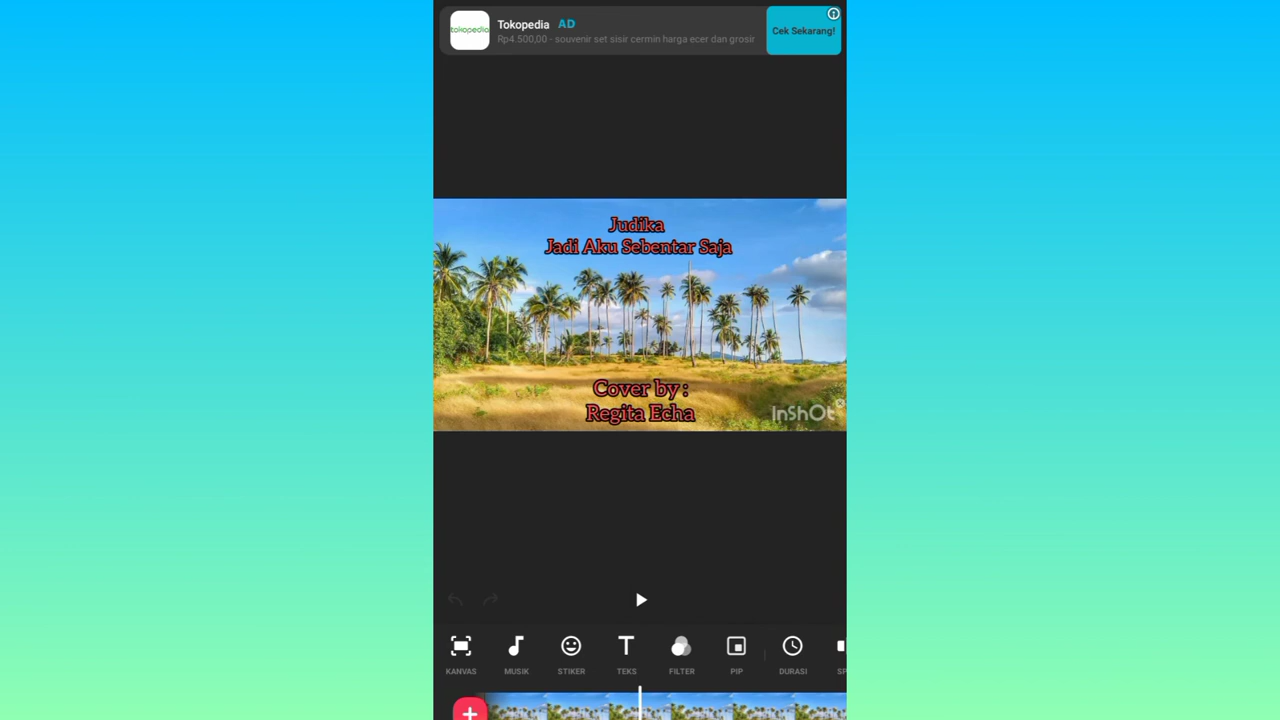 tokopedia
Tokopedia AD
Rp4.500,00 - souvenir set sisir cermin harga ecer dan grosir
Cek Sekarang!
Judika
Jadi Aku Sebentar Saja
Cover by :
Regita Echa
InShOt
KANVAS MUSIK STIKER TEKS FILTER PIP DURASI